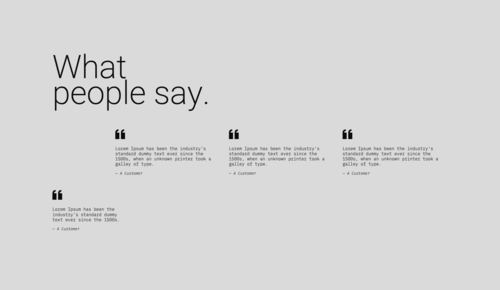 What
people say.
❝
Lorem Ipsum has been the industry's
standard dummy text ever since the
1500s, when an unknown printer took a
galley of type.
— A Customer
❝
Lorem Ipsum has been the industry's
standard dummy text ever since the
1500s, when an unknown printer took a
galley of type.
— A Customer
❝
Lorem Ipsum has been the industry's
standard dummy text ever since the
1500s, when an unknown printer took a
galley of type.
— A Customer
❝
Lorem Ipsum has been the
industry's standard dummy
text ever since the 1500s.
— A Customer